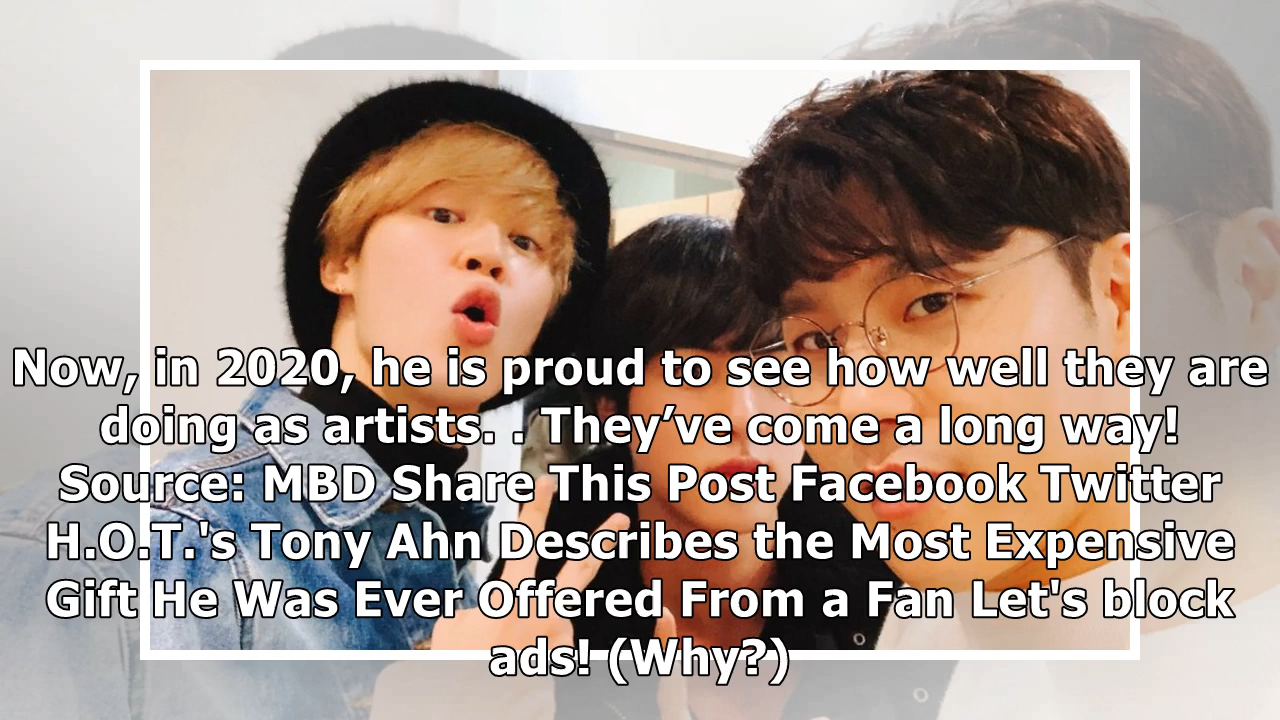 Now, in 2020, he is proud to see how well they are
doing as artists. . They’ve come a long way!
Source: MBD Share This Post Facebook Twitter
H.O.T.'s Tony Ahn Describes the Most Expensive
Gift He Was Ever Offered From a Fan Let's block
ads! (Why?)